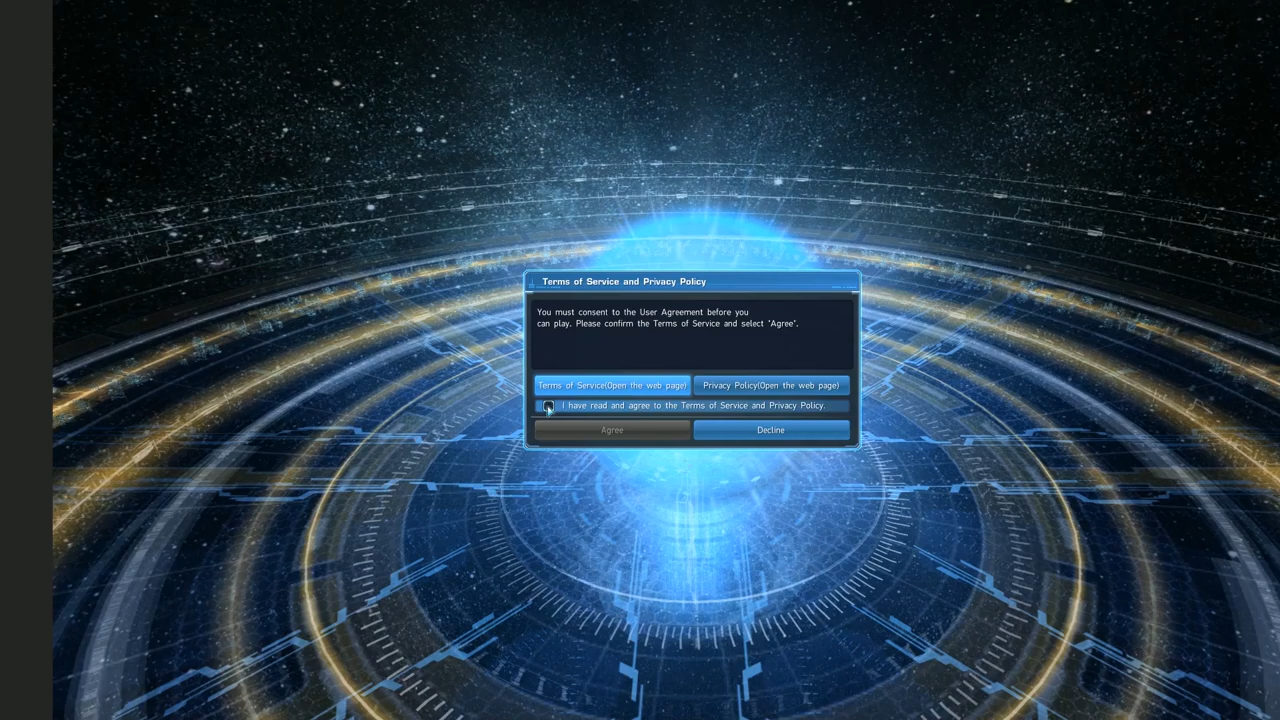 Terms of Service and Privacy Policy
You must consent to the User Agreement before you
can play. Please confirm the Terms of Service and select "Agree".
Terms of Service(Open the web page)
Privacy Policy(Open the web page)
I have read and agree to the Terms of Service and Privacy Policy.
Agree
Decline